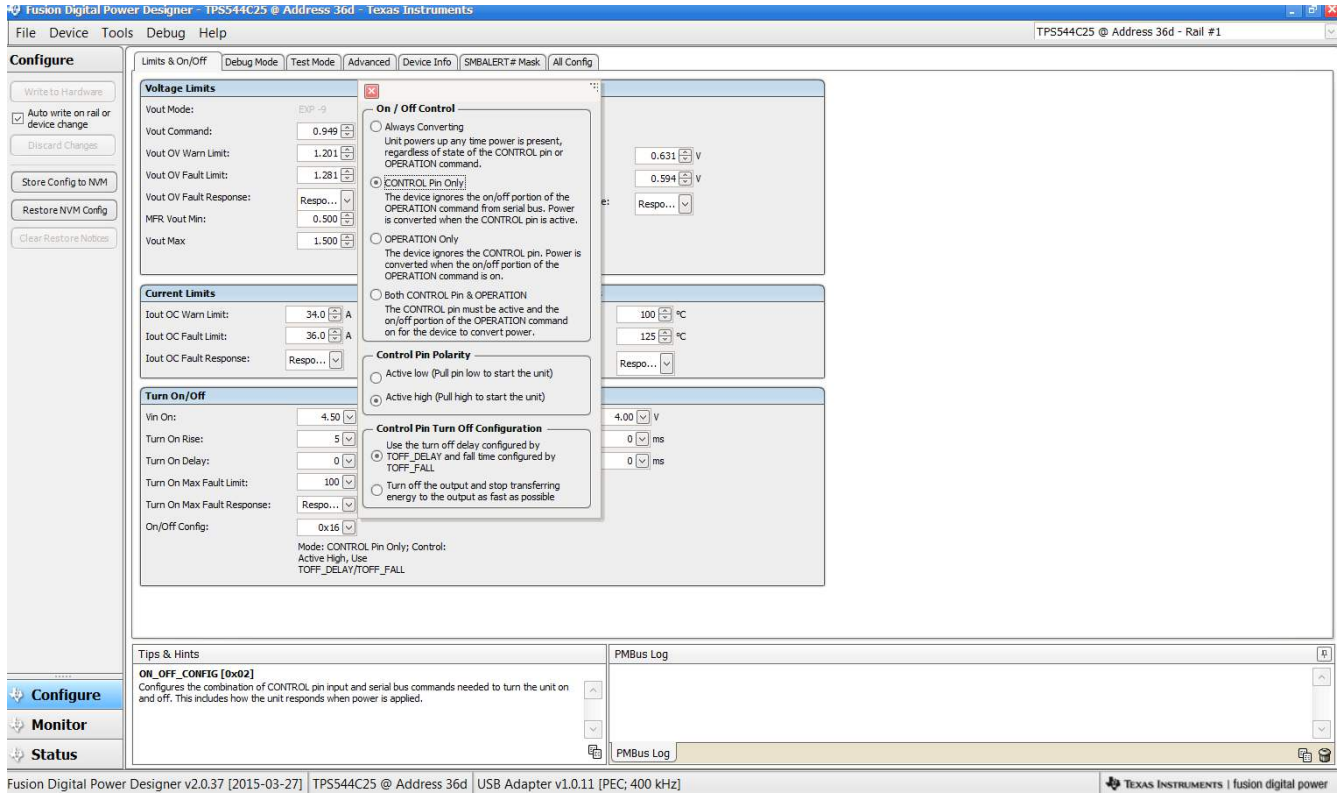 Fusion Digital Power Designer - TPS544C25 @ Address 36d - Texas Instruments
File Device Tools Debug Help
TPS544C25 @ Address 36d - Rail #1
Configure
Write to Hardware
Auto write on rail or
device change
Discard Changes
Store Config to NVM
Restore NVM Config
Clear Restore Notices
Limits & On/Off Debug Mode Test Mode Advanced Device Info SMBALERT# Mask All Config
Voltage Limits
Vout Mode: EXP -9
Vout Command: 0.949
Vout OV Warn Limit: 1.201
Vout OV Fault Limit: 1.281
Vout OV Fault Response: Respo...
MFR Vout Min: 0.500
Vout Max 1.500
0.631 V
0.594 V
e: Respo...
Current Limits
Iout OC Warn Limit: 34.0 A
Iout OC Fault Limit: 36.0 A
Iout OC Fault Response: Respo...
100 °C
125 °C
Respo...
Turn On/Off
Vin On: 4.50
Turn On Rise: 5
Turn On Delay: 0
Turn On Max Fault Limit: 100
Turn On Max Fault Response: Respo...
On/Off Config: 0x16
Mode: CONTROL Pin Only; Control:
Active High, Use
TOFF_DELAY/TOFF_FALL
4.00 V
0 ms
0 ms
On / Off Control
Always Converting
Unit powers up any time power is present,
regardless of state of the CONTROL pin or
OPERATION command.
CONTROL Pin Only
The device ignores the on/off portion of the
OPERATION command from serial bus. Power
is converted when the CONTROL pin is active.
OPERATION Only
The device ignores the CONTROL pin. Power is
converted when the on/off portion of the
OPERATION command is on.
Both CONTROL Pin & OPERATION
The CONTROL pin must be active and the
on/off portion of the OPERATION command
on for the device to convert power.
Control Pin Polarity
Active low (Pull pin low to start the unit)
Active high (Pull high to start the unit)
Control Pin Turn Off Configuration
Use the turn off delay configured by
TOFF_DELAY and fall time configured by
TOFF_FALL
Turn off the output and stop transferring
energy to the output as fast as possible
Tips & Hints
ON_OFF_CONFIG [0x02]
Configures the combination of CONTROL pin input and serial bus commands needed to turn the unit on
and off. This includes how the unit responds when power is applied.
PMBus Log
PMBus Log
Configure
Monitor
Status
Fusion Digital Power Designer v2.0.37 [2015-03-27] TPS544C25 @ Address 36d USB Adapter v1.0.11 [PEC; 400 kHz]
TEXAS INSTRUMENTS | fusion digital power